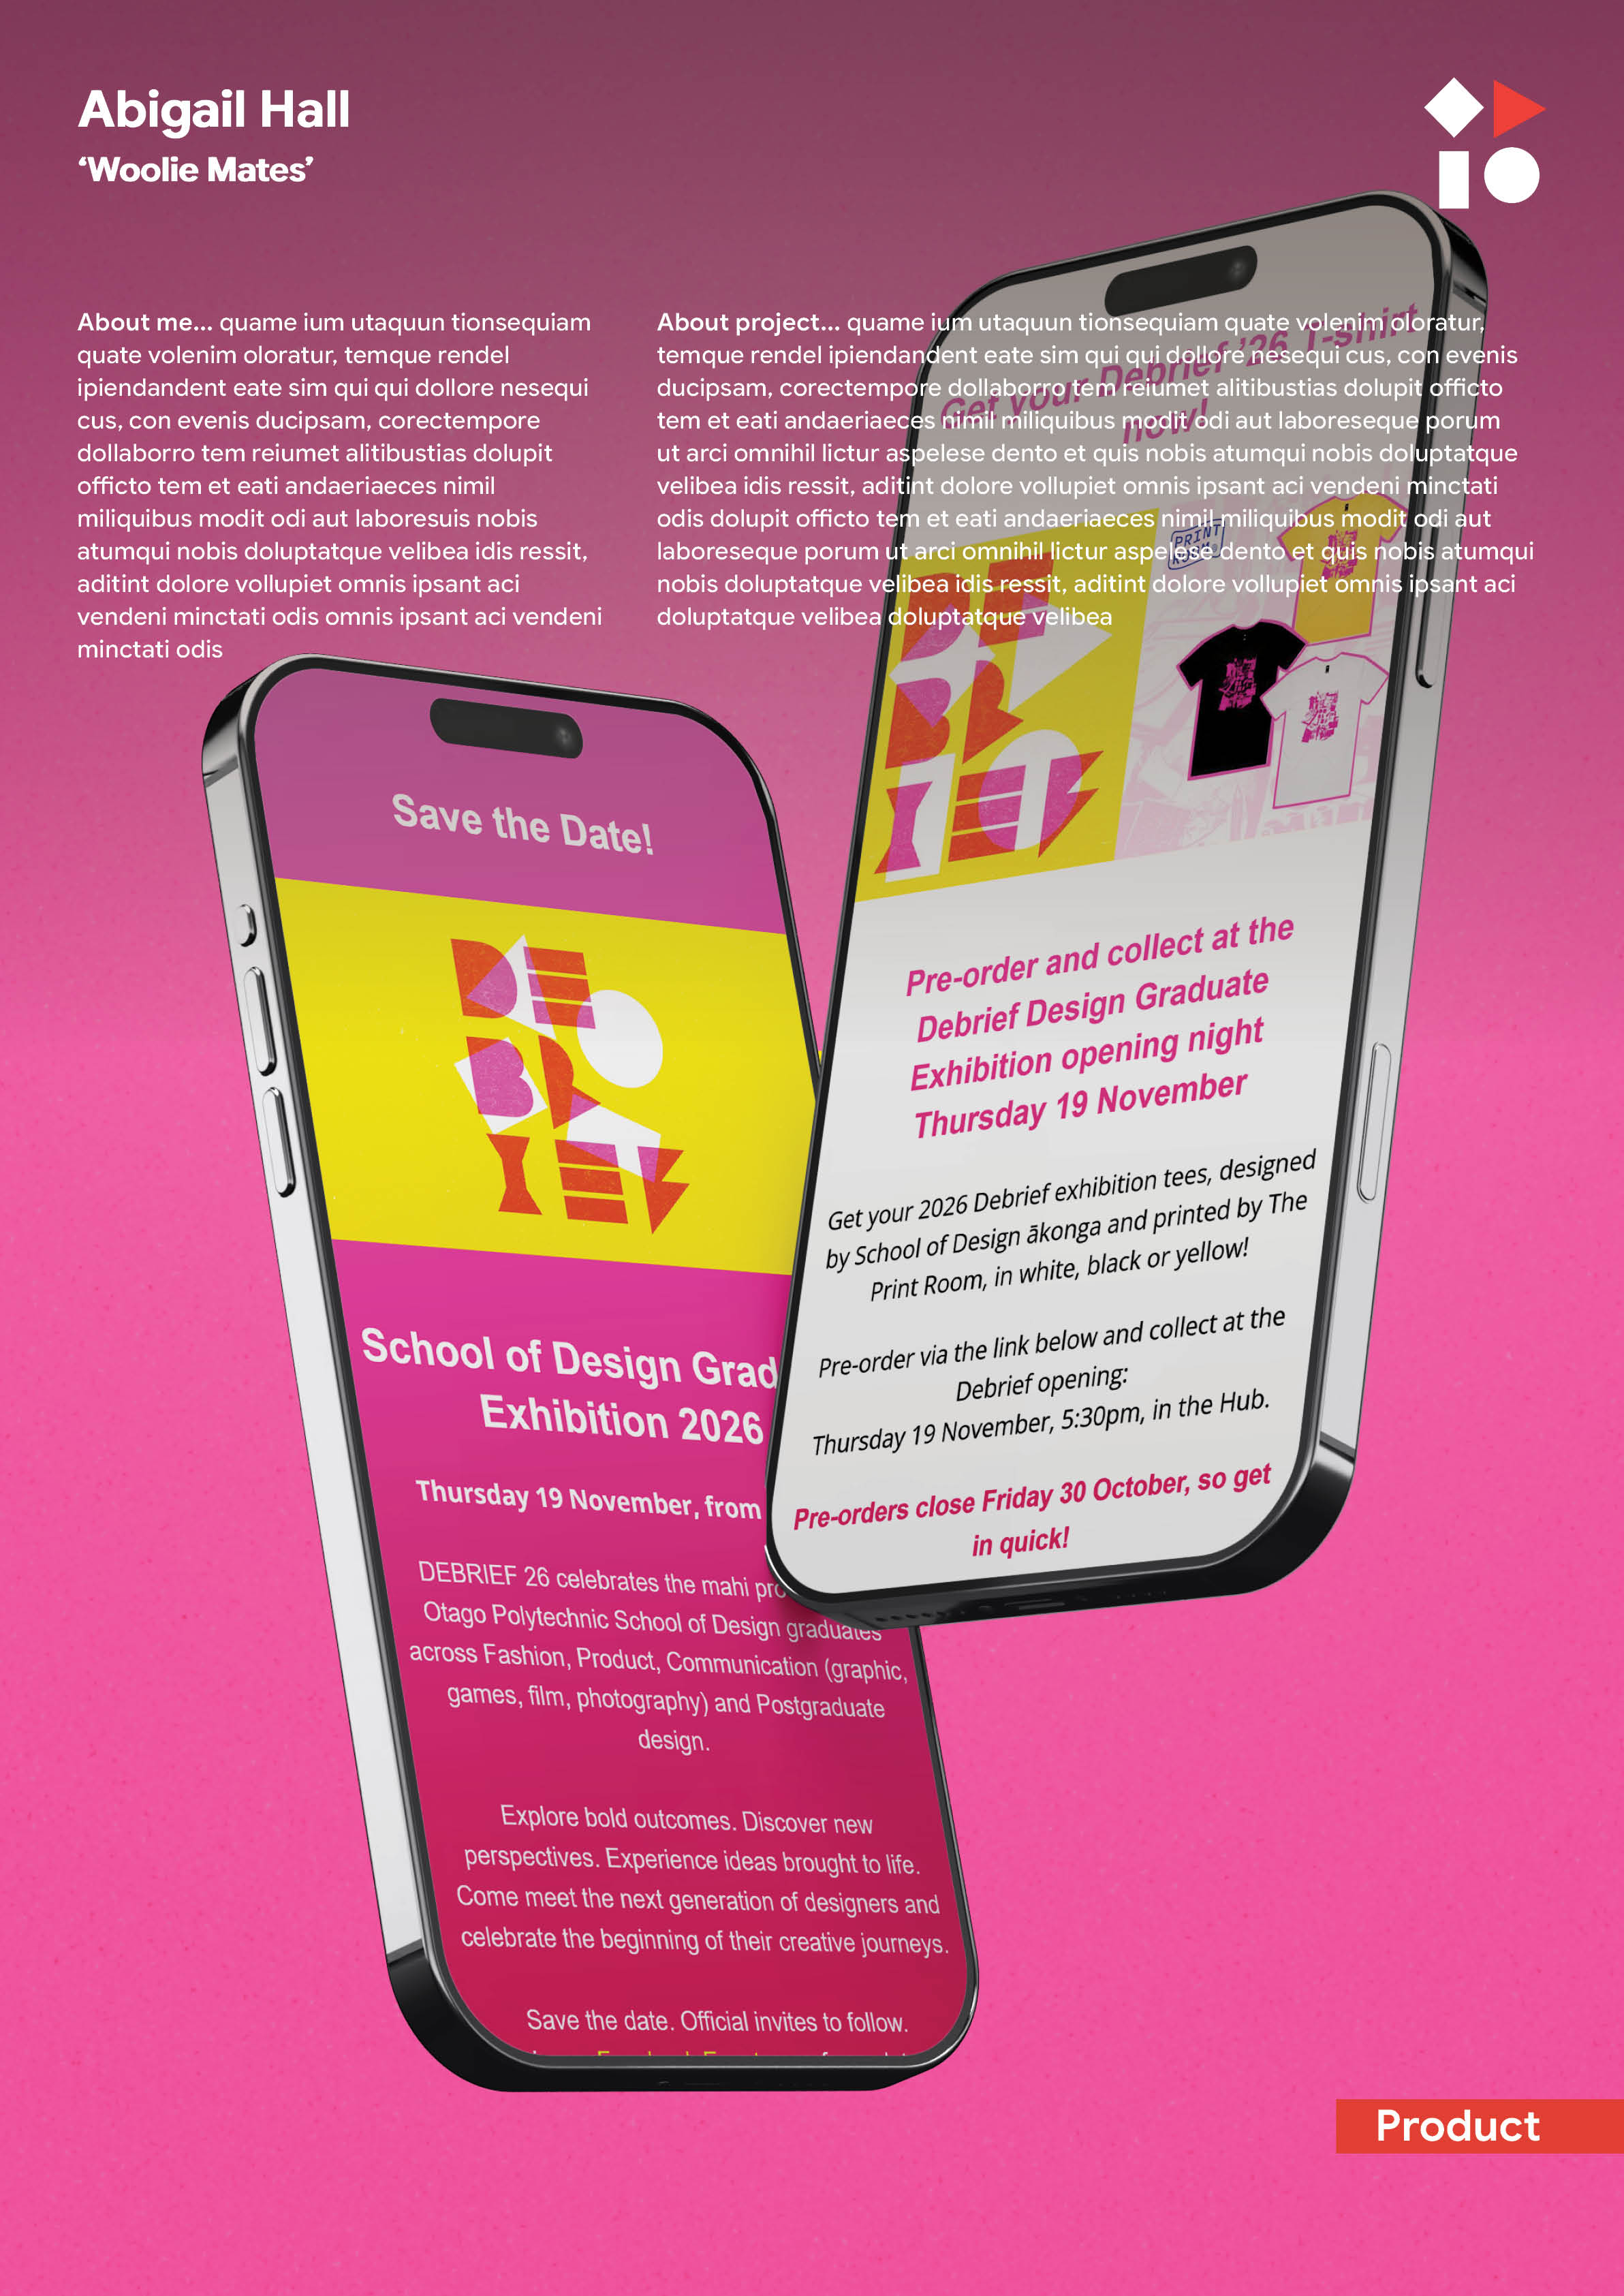 Abigail Hall
‘Woolie Mates’
About me... quame ium utaquun tionsequiam
quate volenim oloratur, temque rendel
ipiendandent eate sim qui qui dollore nesequi
cus, con evenis ducipsam, corectempore
dollaborro tem reiumet alitibustias dolupit
officto tem et eati andaeriaeces nimil
miliquibus modit odi aut laboresuis nobis
atumqui nobis doluptatque velibea idis ressit,
aditint dolore vollupiet omnis ipsant aci
vendeni minctati odis omnis ipsant aci vendeni
minctati odis
About project... quame ium utaquun tionsequiam quate volenim oloratur,
temque rendel ipiendandent eate sim qui qui dollore nesequi cus, con evenis
ducipsam, corectempore dollaborro tem reiumet alitibustias dolupit officto
tem et eati andaeriaeces nimil miliquibus modit odi aut laboreseque porum
ut arci omnihil lictur aspelese dento et quis nobis atumqui nobis doluptatque
velibea idis ressit, aditint dolore vollupiet omnis ipsant aci vendeni minctati
odis dolupit officto tem et eati andaeriaeces nimil miliquibus modit odi aut
laboreseque porum ut arci omnihil lictur aspelese dento et quis nobis atumqui
nobis doluptatque velibea idis ressit, aditint dolore vollupiet omnis ipsant aci
doluptatque velibea doluptatque velibea
Save the Date!
DE
BR
IEF
School of Design Grad
Exhibition 2026
Thursday 19 November, from
DEBRIEF 26 celebrates the mahi pro
Otago Polytechnic School of Design graduates
across Fashion, Product, Communication (graphic,
games, film, photography) and Postgraduate
design.
Explore bold outcomes. Discover new
perspectives. Experience ideas brought to life.
Come meet the next generation of designers and
celebrate the beginning of their creative journeys.
Save the date. Official invites to follow.
Get your Debrief ’26 T-shirt
now!
DE
BR
IEF
PRINT
ROOM
Pre-order and collect at the
Debrief Design Graduate
Exhibition opening night
Thursday 19 November
Get your 2026 Debrief exhibition tees, designed
by School of Design ākonga and printed by The
Print Room, in white, black or yellow!
Pre-order via the link below and collect at the
Debrief opening:
Thursday 19 November, 5:30pm, in the Hub.
Pre-orders close Friday 30 October, so get
in quick!
Product